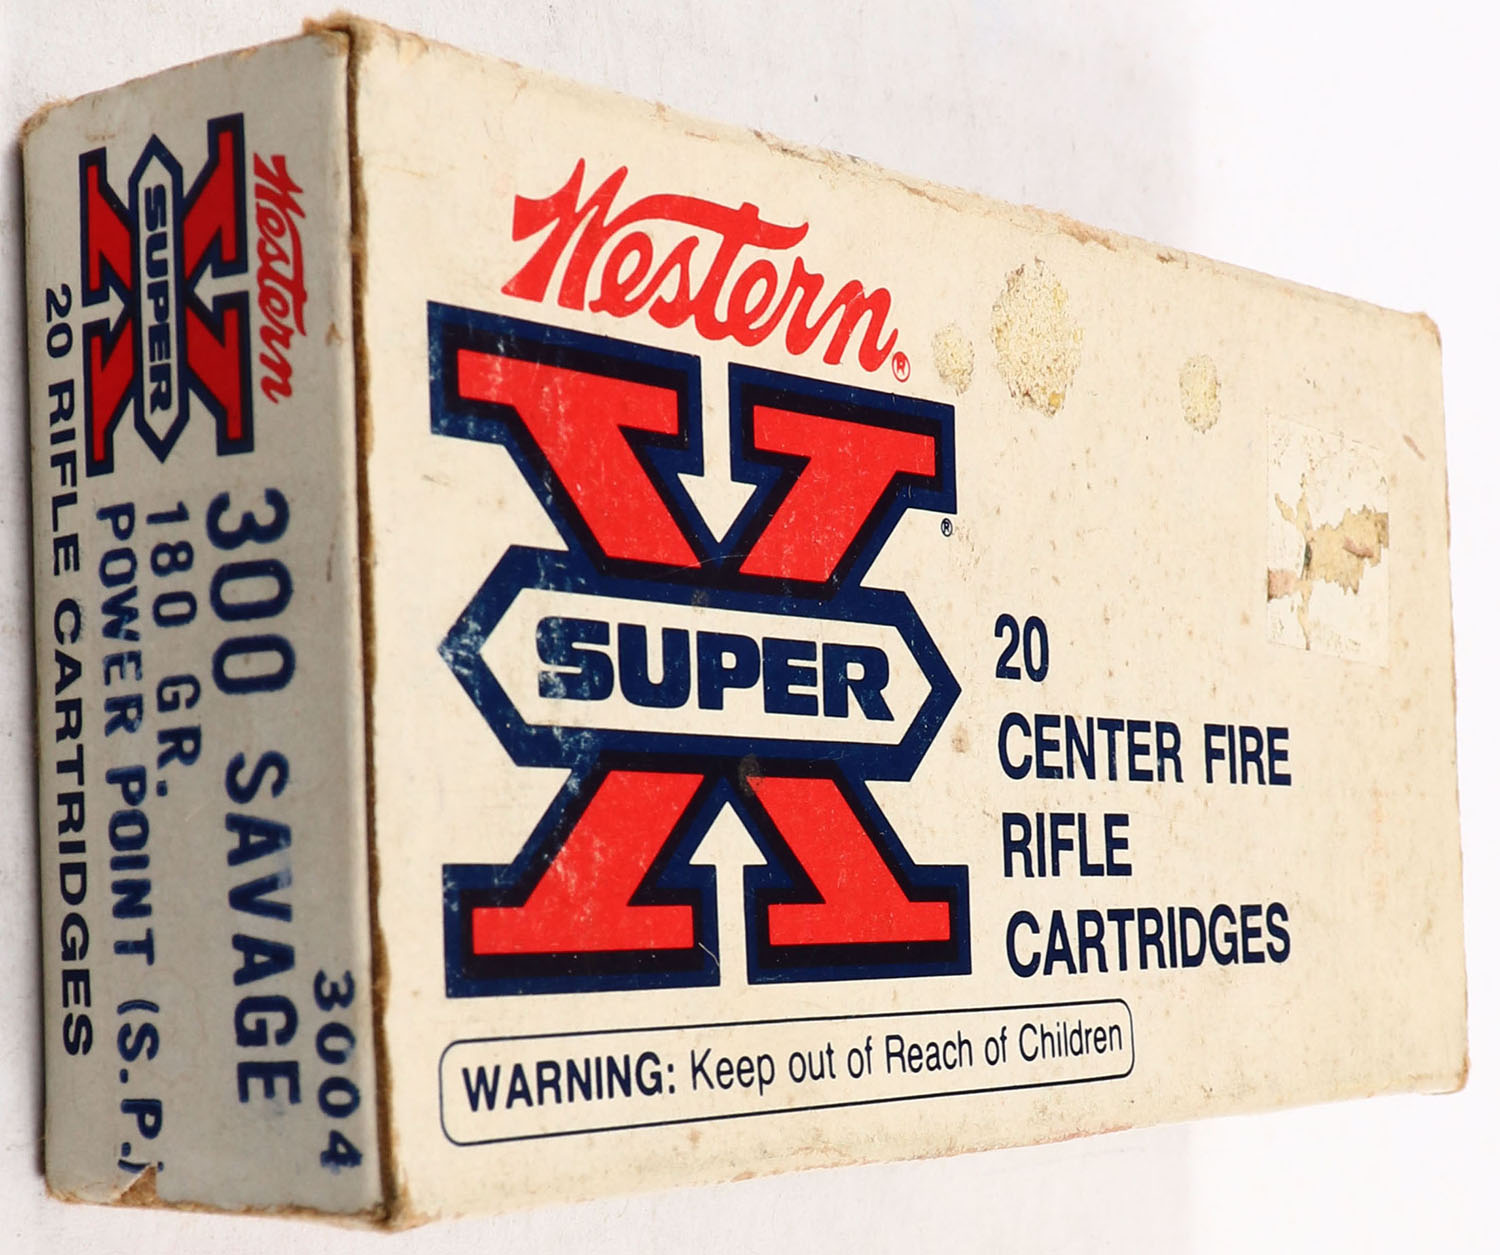 Western®
SUPER X®
20
CENTER FIRE
RIFLE
CARTRIDGES
WARNING: Keep out of Reach of Children
Western
SUPER X
3004
300 SAVAGE
180 GR.
POWER POINT (S.P.)
20 RIFLE CARTRIDGES